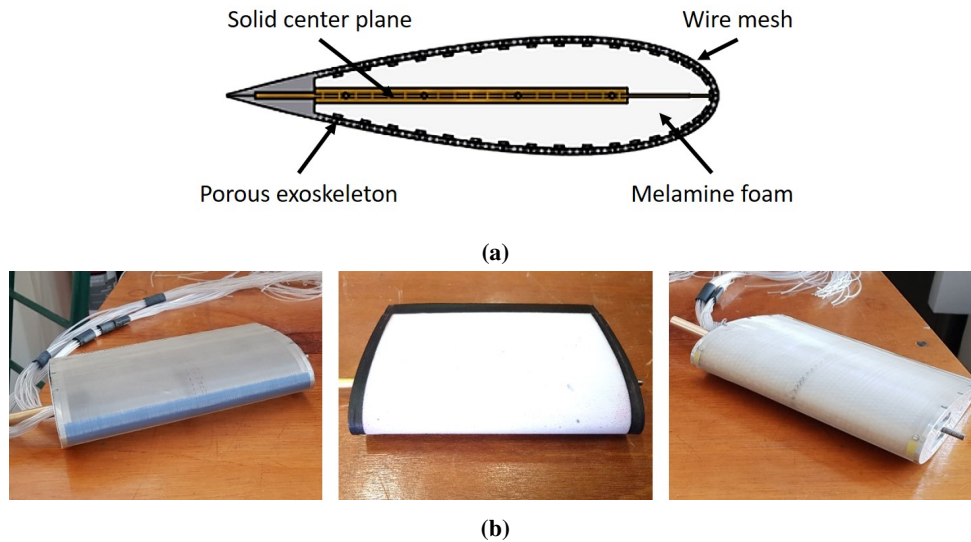 Solid center plane
Wire mesh
Porous exoskeleton
Melamine foam
(a)
(b)